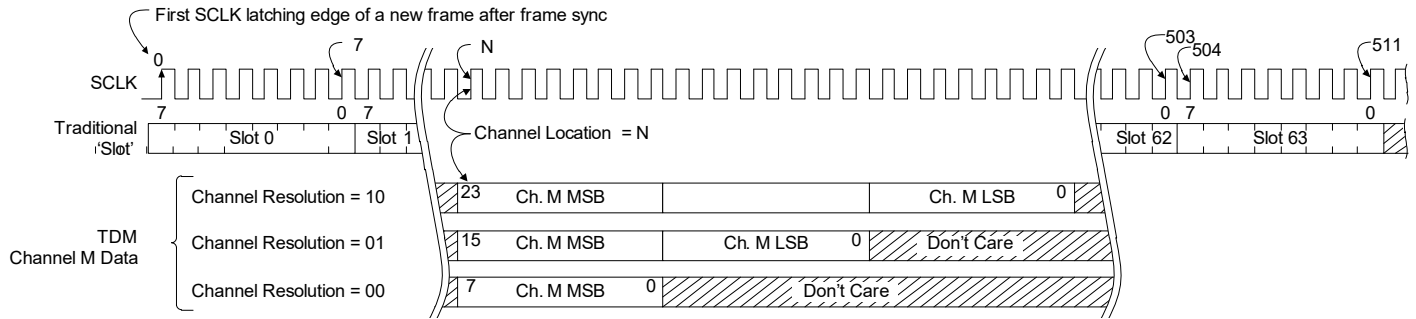 First SCLK latching edge of a new frame after frame sync
0 7 N 503 504 511
SCLK
7 0 7 0 7 0
Traditional 'Slot'
Slot 0 Slot 1 Slot 62 Slot 63
Channel Location = N
Channel Resolution = 10 23 Ch. M MSB Ch. M LSB 0
TDM
Channel M Data
Channel Resolution = 01 15 Ch. M MSB Ch. M LSB 0 Don't Care
Channel Resolution = 00 7 Ch. M MSB 0 Don't Care